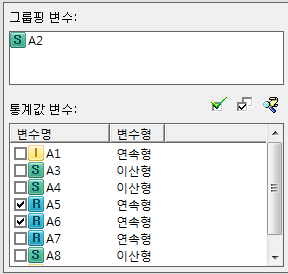 그룹핑 변수:
S A2
통계값 변수:
변수명 변수형
I A1 연속형
S A3 이산형
S A4 이산형
R A5 연속형
R A6 연속형
R A7 연속형
S A8 이산형